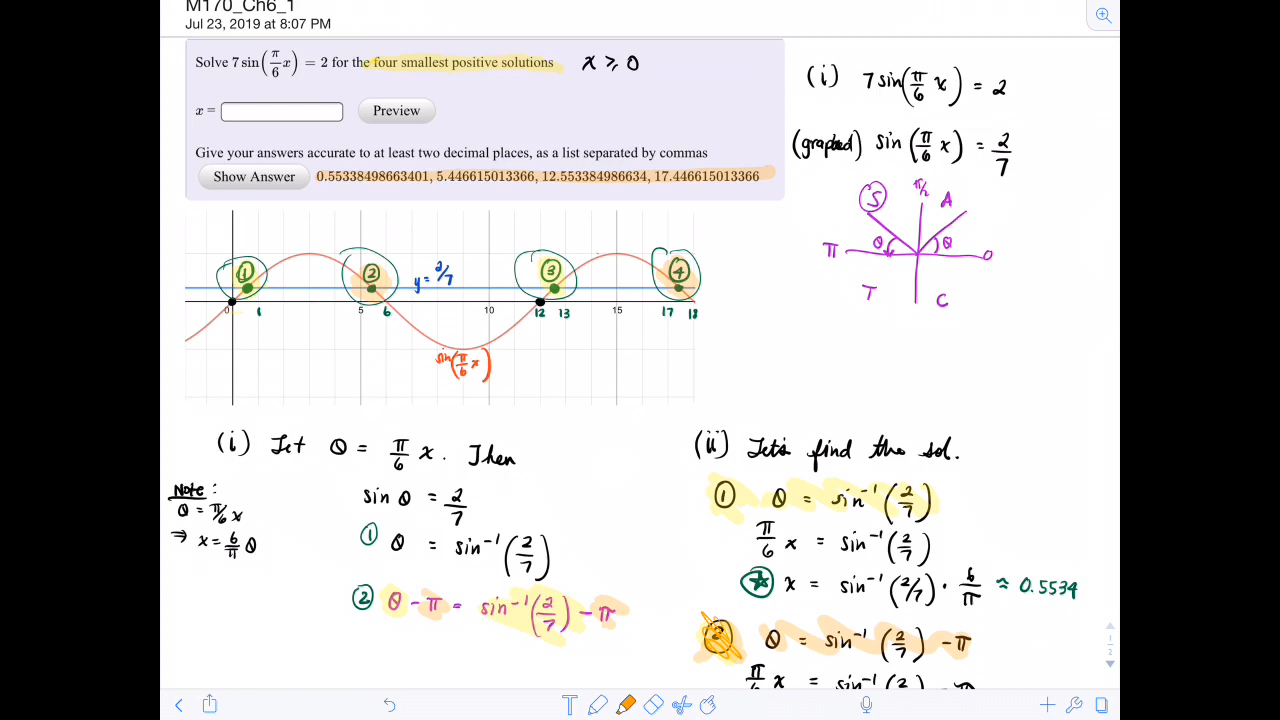 M170_Ch6_1
Jul 23, 2019 at 8:07 PM
Solve 7 sin(π/6 x) = 2 for the four smallest positive solutions x ≥ 0
x = Preview
Give your answers accurate to at least two decimal places, as a list separated by commas
Show Answer 0.55338498663401, 5.446615013366, 12.553384986634, 17.446615013366
(i) 7 sin(π/6 x) = 2
(graphed) sin(π/6 x) = 2/7
S π/2 A
π θ θ 0
T C
① ② y = 2/7 ③ ④
0 1 5 6 10 12 13 15 17 18
sin(π/6 x)
(i) Let θ = π/6 x. Then
Note:
θ = π/6 x
⇒ x = 6/π θ
sin θ = 2/7
① θ = sin⁻¹(2/7)
② θ - π = sin⁻¹(2/7) - π
(ii) Let's find the sol.
① θ = sin⁻¹(2/7)
π/6 x = sin⁻¹(2/7)
☆ x = sin⁻¹(2/7) · 6/π ≈ 0.5534
② θ = sin⁻¹(2/7) - π
π/6 x = sin⁻¹(2 - π
1/2
T